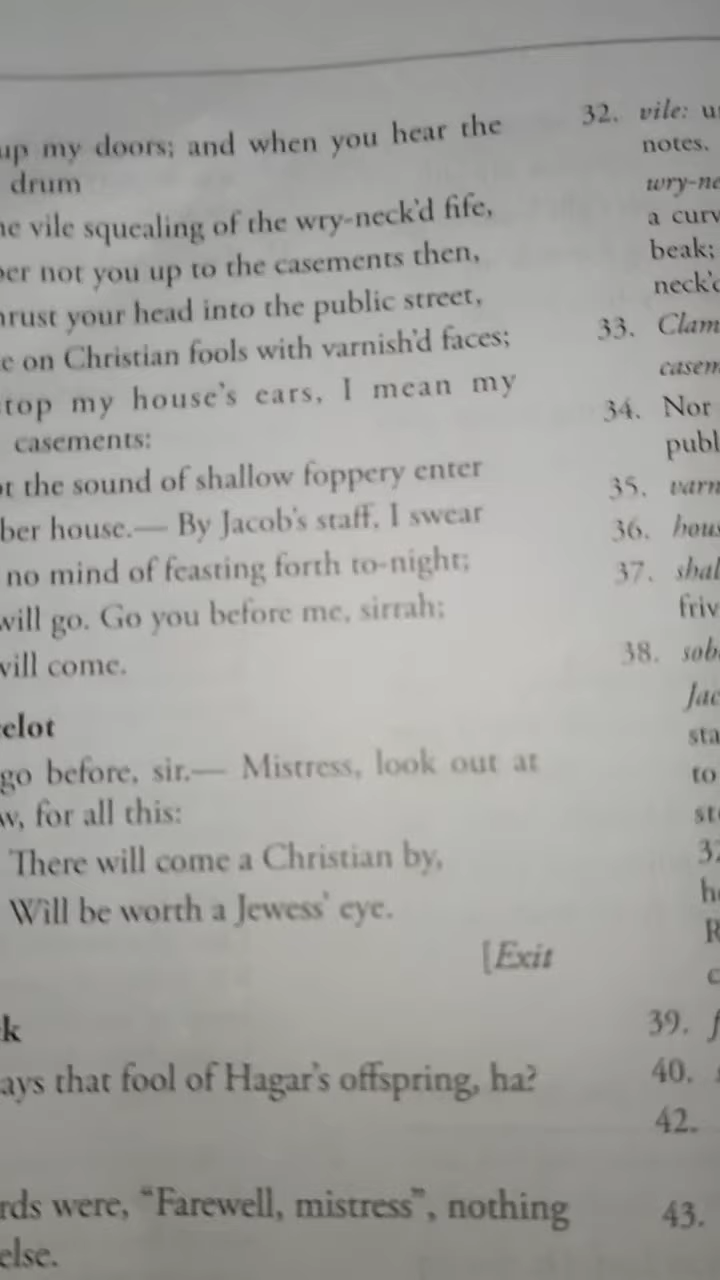 up my doors; and when you hear the
drum
vile squealing of the wry-neck'd fife,
not you up to the casements then,
your head into the public street,
on Christian fools with varnish'd faces;
my house's ears, I mean my
casements:
the sound of shallow foppery enter
house.— By Jacob's staff, I swear
no mind of feasting forth to-night;
will go. Go you before me, sirrah;
will come.
elot
go before, sir.— Mistress, look out at
for all this:
There will come a Christian by,
Will be worth a Jewess' eye.
[Exit
k
ays that fool of Hagar's offspring, ha?
rds were, “Farewell, mistress”, nothing
else.
32. vile: u
notes.
wry-ne
a curv
beak;
neck'd
33. Clam
casem
34. Nor
publ
35. varn
36. hous
37. shal
friv
38. sob
Jac
sta
to
st
32
h
R
c
39. f
40.
42.
43.